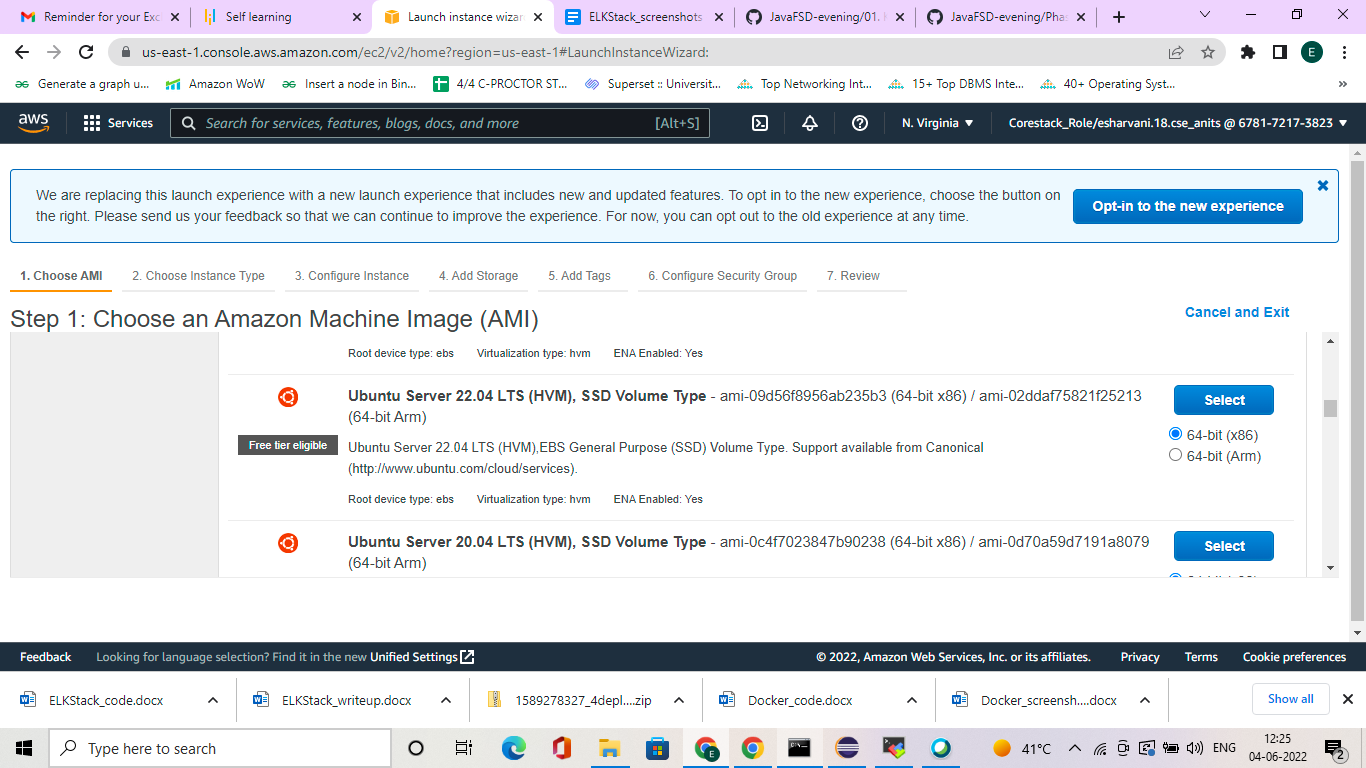 Reminder for your Exc
Self learning
Launch instance wizar
ELKStack_screenshots
JavaFSD-evening/01.
JavaFSD-evening/Pha
us-east-1.console.aws.amazon.com/ec2/v2/home?region=us-east-1#LaunchInstanceWizard:
E
Generate a graph u...
Amazon WoW
Insert a node in Bin...
4/4 C-PROCTOR ST...
Superset :: Universit...
Top Networking Int...
15+ Top DBMS Inte...
40+ Operating Syst...
aws
Services
Search for services, features, blogs, docs, and more
[Alt+S]
N. Virginia
Corestack_Role/esharvani.18.cse_anits @ 6781-7217-3823
We are replacing this launch experience with a new launch experience that includes new and updated features. To opt in to the new experience, choose the button on
the right. Please send us your feedback so that we can continue to improve the experience. For now, you can opt out to the old experience at any time.
Opt-in to the new experience
1. Choose AMI
2. Choose Instance Type
3. Configure Instance
4. Add Storage
5. Add Tags
6. Configure Security Group
7. Review
Step 1: Choose an Amazon Machine Image (AMI)
Cancel and Exit
Root device type: ebs Virtualization type: hvm ENA Enabled: Yes
Ubuntu Server 22.04 LTS (HVM), SSD Volume Type - ami-09d56f8956ab235b3 (64-bit x86) / ami-02ddaf75821f25213
(64-bit Arm)
Select
64-bit (x86)
64-bit (Arm)
Free tier eligible
Ubuntu Server 22.04 LTS (HVM),EBS General Purpose (SSD) Volume Type. Support available from Canonical
(http://www.ubuntu.com/cloud/services).
Root device type: ebs Virtualization type: hvm ENA Enabled: Yes
Ubuntu Server 20.04 LTS (HVM), SSD Volume Type - ami-0c4f7023847b90238 (64-bit x86) / ami-0d70a59d7191a8079
(64-bit Arm)
Select
Feedback
Looking for language selection? Find it in the new Unified Settings
© 2022, Amazon Web Services, Inc. or its affiliates.
Privacy
Terms
Cookie preferences
ELKStack_code.docx
ELKStack_writeup.docx
1589278327_4depl....zip
Docker_code.docx
Docker_screensh....docx
Show all
Type here to search
E
41°C
ENG
12:25
04-06-2022
2